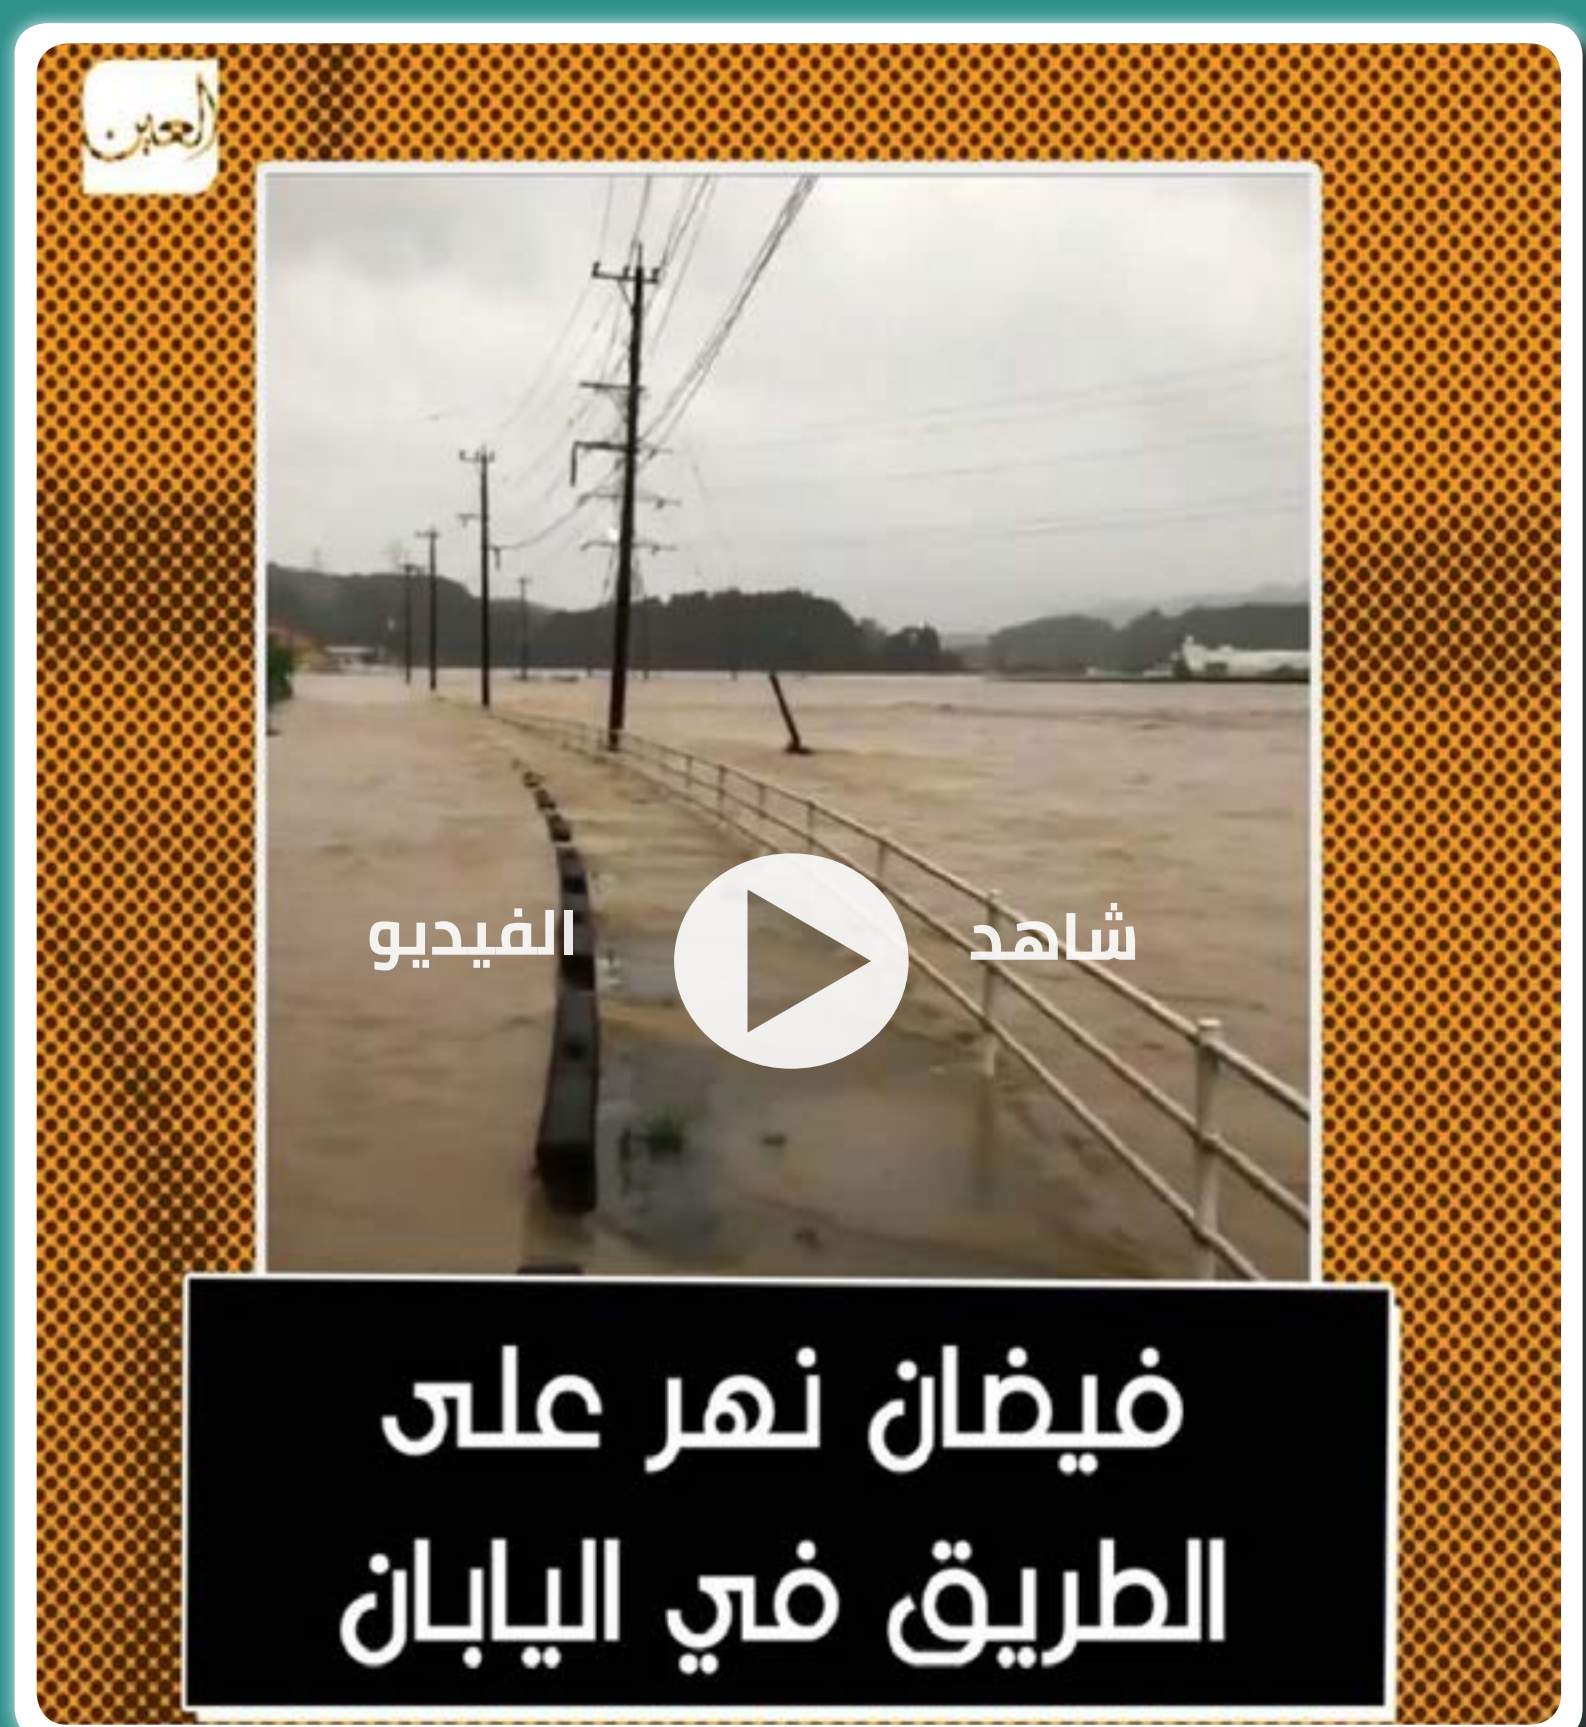 العين
شاهد
الفيديو
فيضان نهر على
الطريق في اليابان